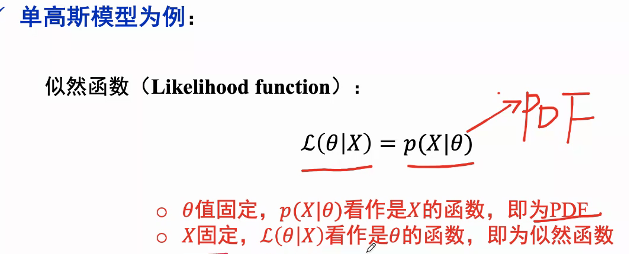 单高斯模型为例：
似然函数（Likelihood function）：
ℒ(θ|X) = p(X|θ)
PDF
θ值固定，p(X|θ)看作是X的函数，即为PDF
X固定，ℒ(θ|X)看作是θ的函数，即为似然函数